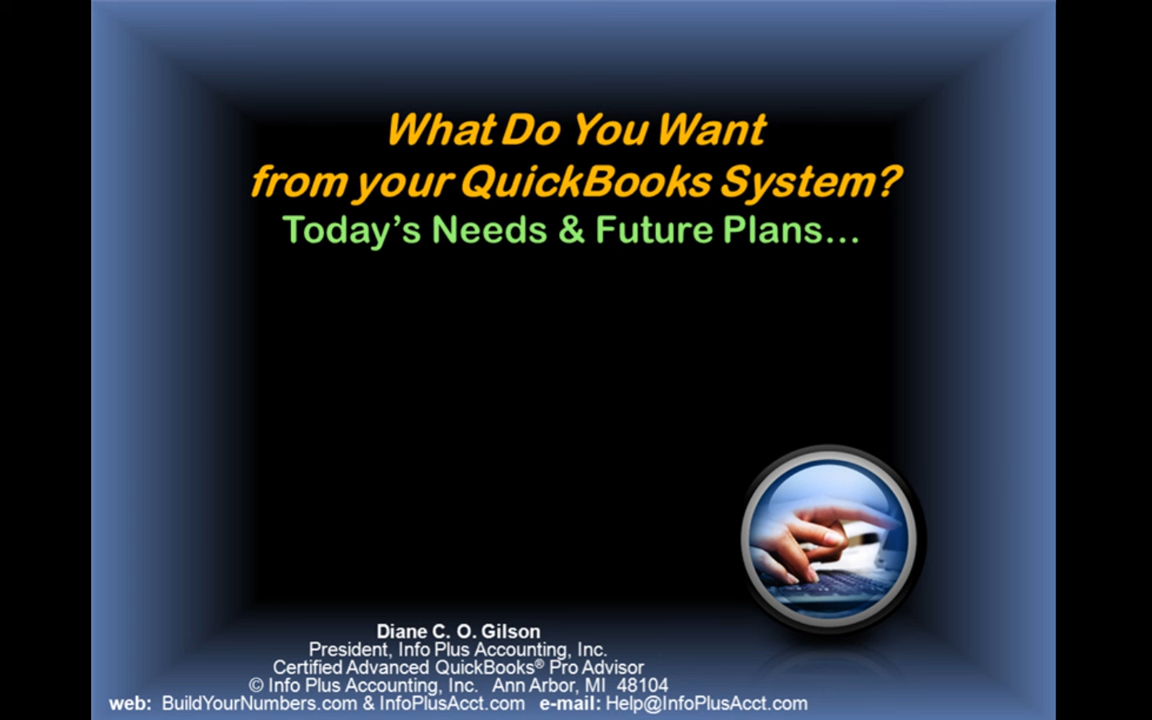 What Do You Want
from your QuickBooks System?
Today's Needs & Future Plans...
Diane C. O. Gilson
President, Info Plus Accounting, Inc.
Certified Advanced QuickBooks® Pro Advisor
© Info Plus Accounting, Inc. Ann Arbor, MI 48104
web: BuildYourNumbers.com & InfoPlusAcct.com e-mail: Help@InfoPlusAcct.com